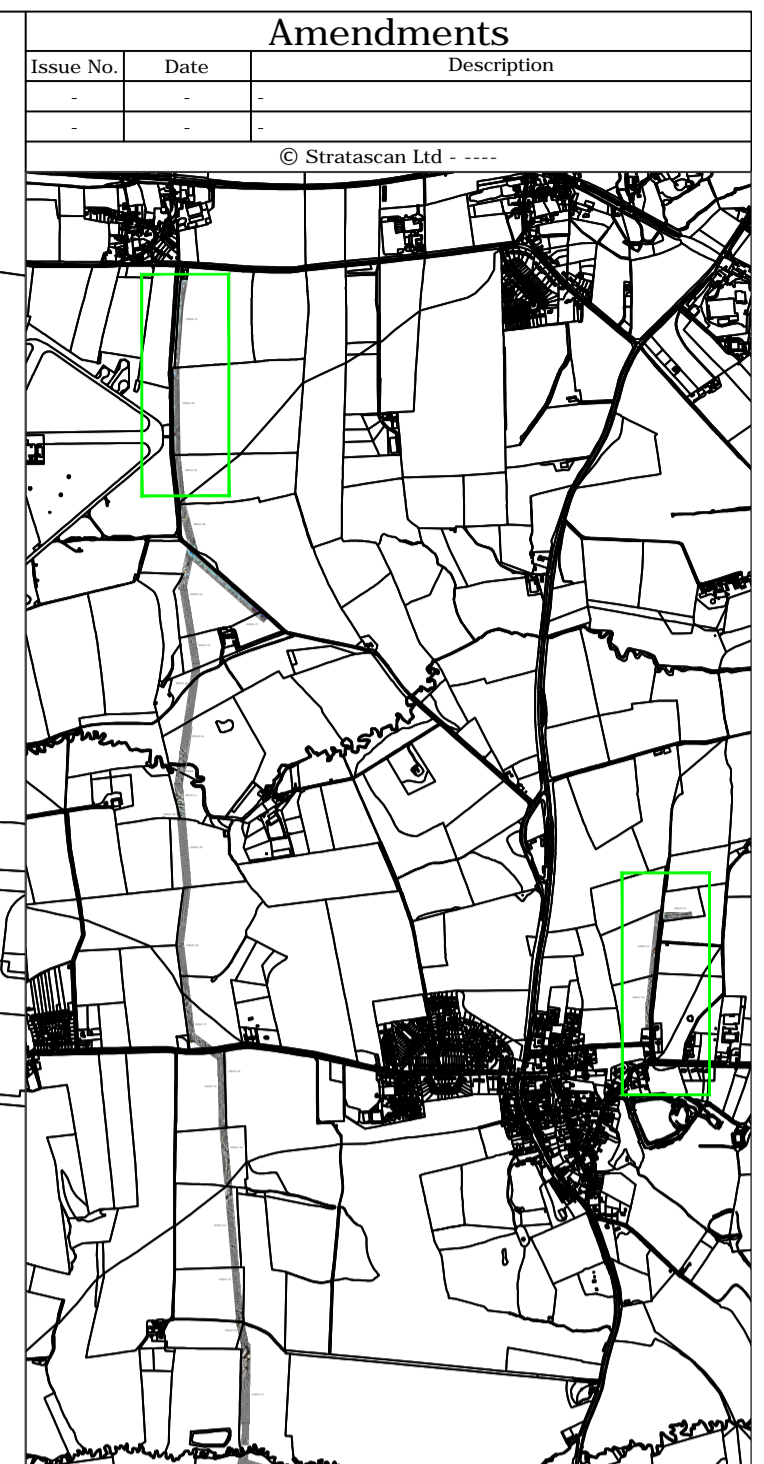 Amendments
Issue No. Date Description
- - -
- - -
© Stratascan Ltd - ----